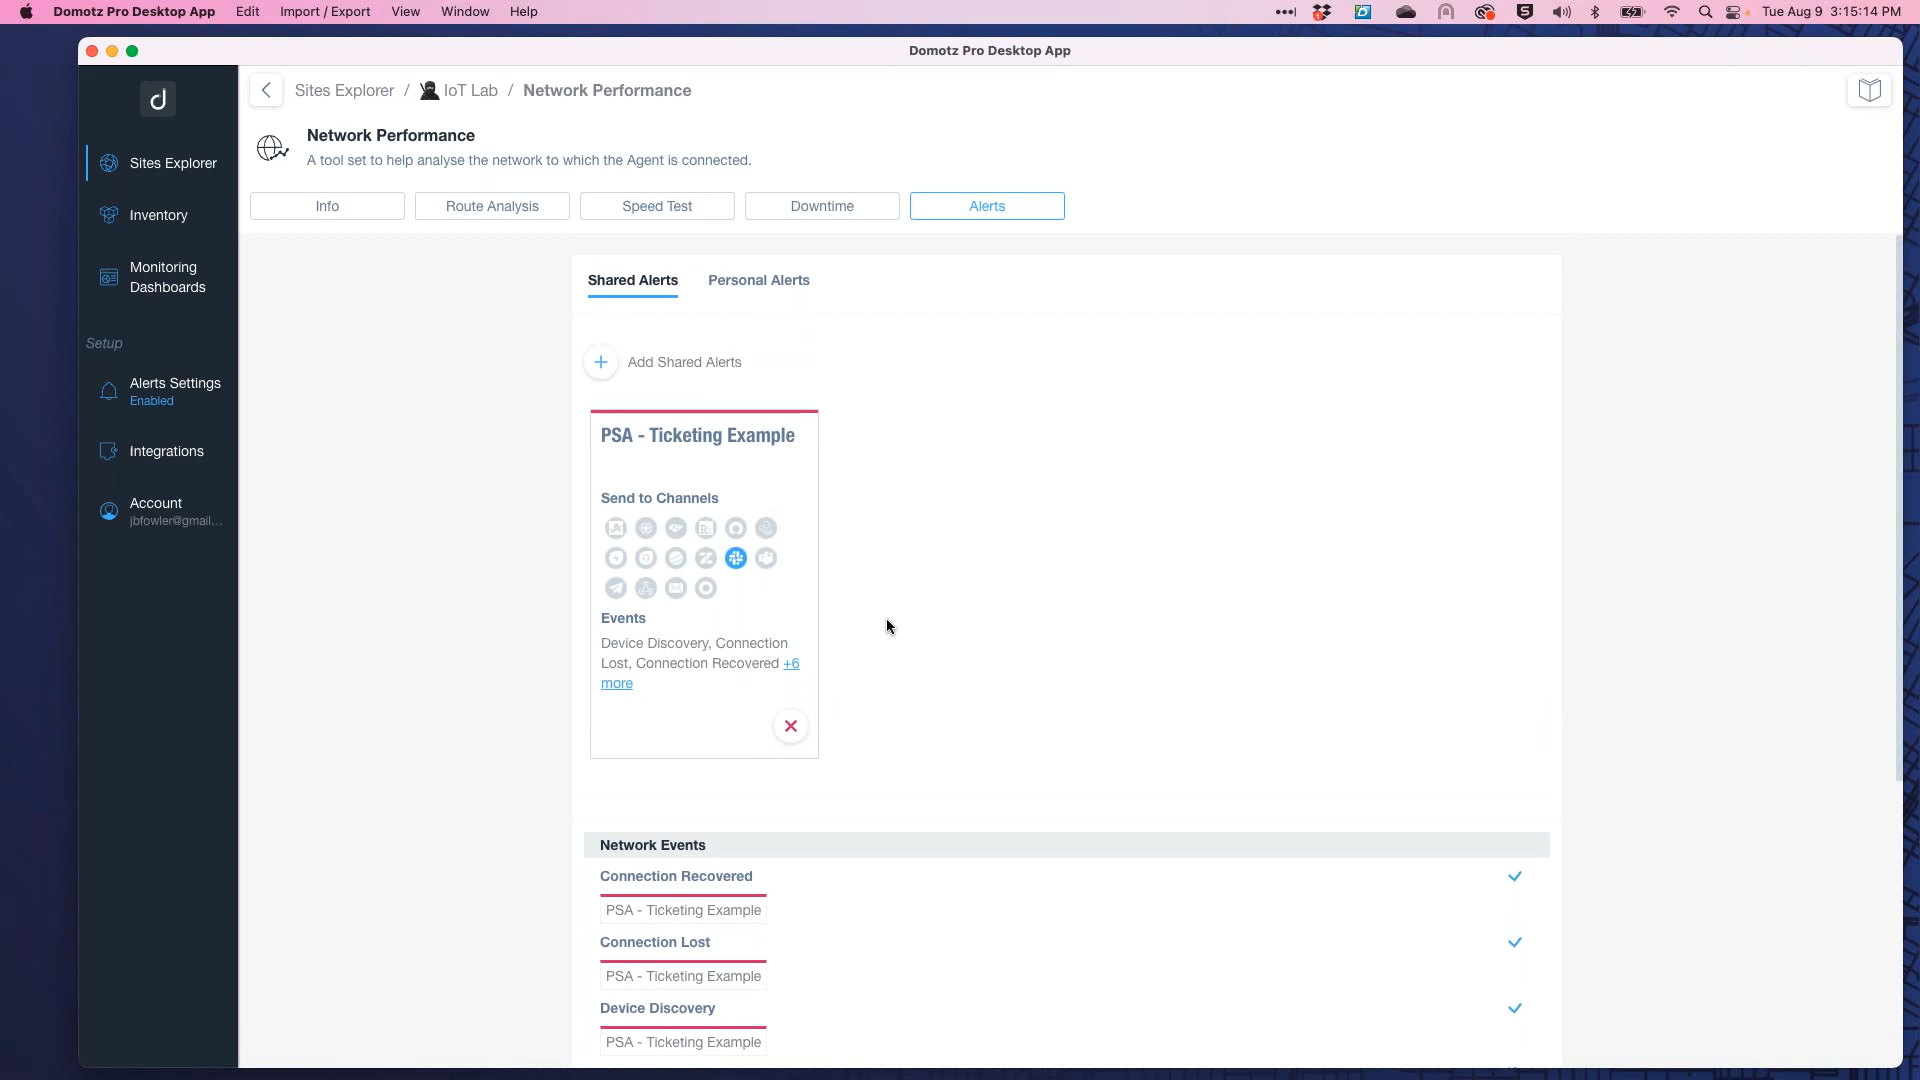 Domotz Pro Desktop App Edit Import / Export View Window Help Tue Aug 9 3:15:14 PM
Domotz Pro Desktop App
Sites Explorer / IoT Lab / Network Performance
Network Performance
A tool set to help analyse the network to which the Agent is connected.
Info Route Analysis Speed Test Downtime Alerts
Sites Explorer
Inventory
Monitoring
Dashboards
Setup
Alerts Settings
Enabled
Integrations
Account
jbfowler@gmail...
Shared Alerts Personal Alerts
Add Shared Alerts
PSA - Ticketing Example
Send to Channels
Events
Device Discovery, Connection
Lost, Connection Recovered +6
more
Network Events
Connection Recovered
PSA - Ticketing Example
Connection Lost
PSA - Ticketing Example
Device Discovery
PSA - Ticketing Example